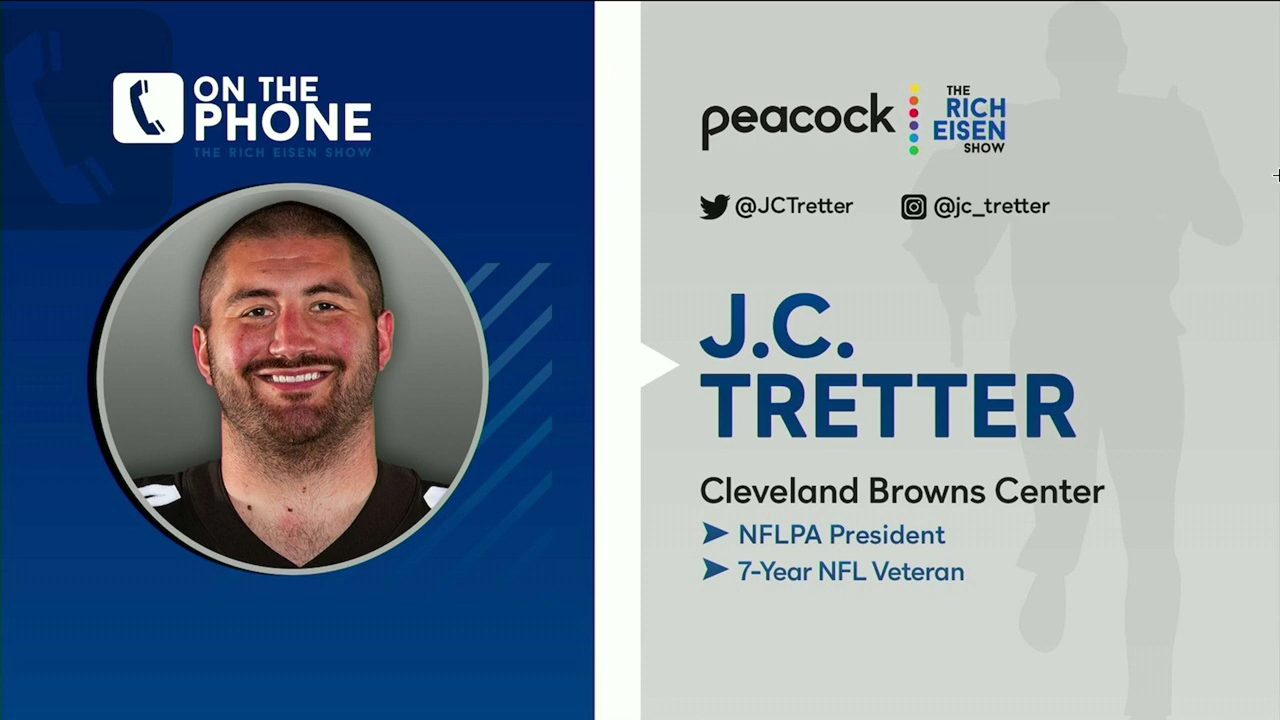 ON THE
PHONE
THE RICH EISEN SHOW
peacock
THE
RICH
EISEN
SHOW
@JCTretter
@jc_tretter
J.C.
TRETTER
Cleveland Browns Center
NFLPA President
7-Year NFL Veteran